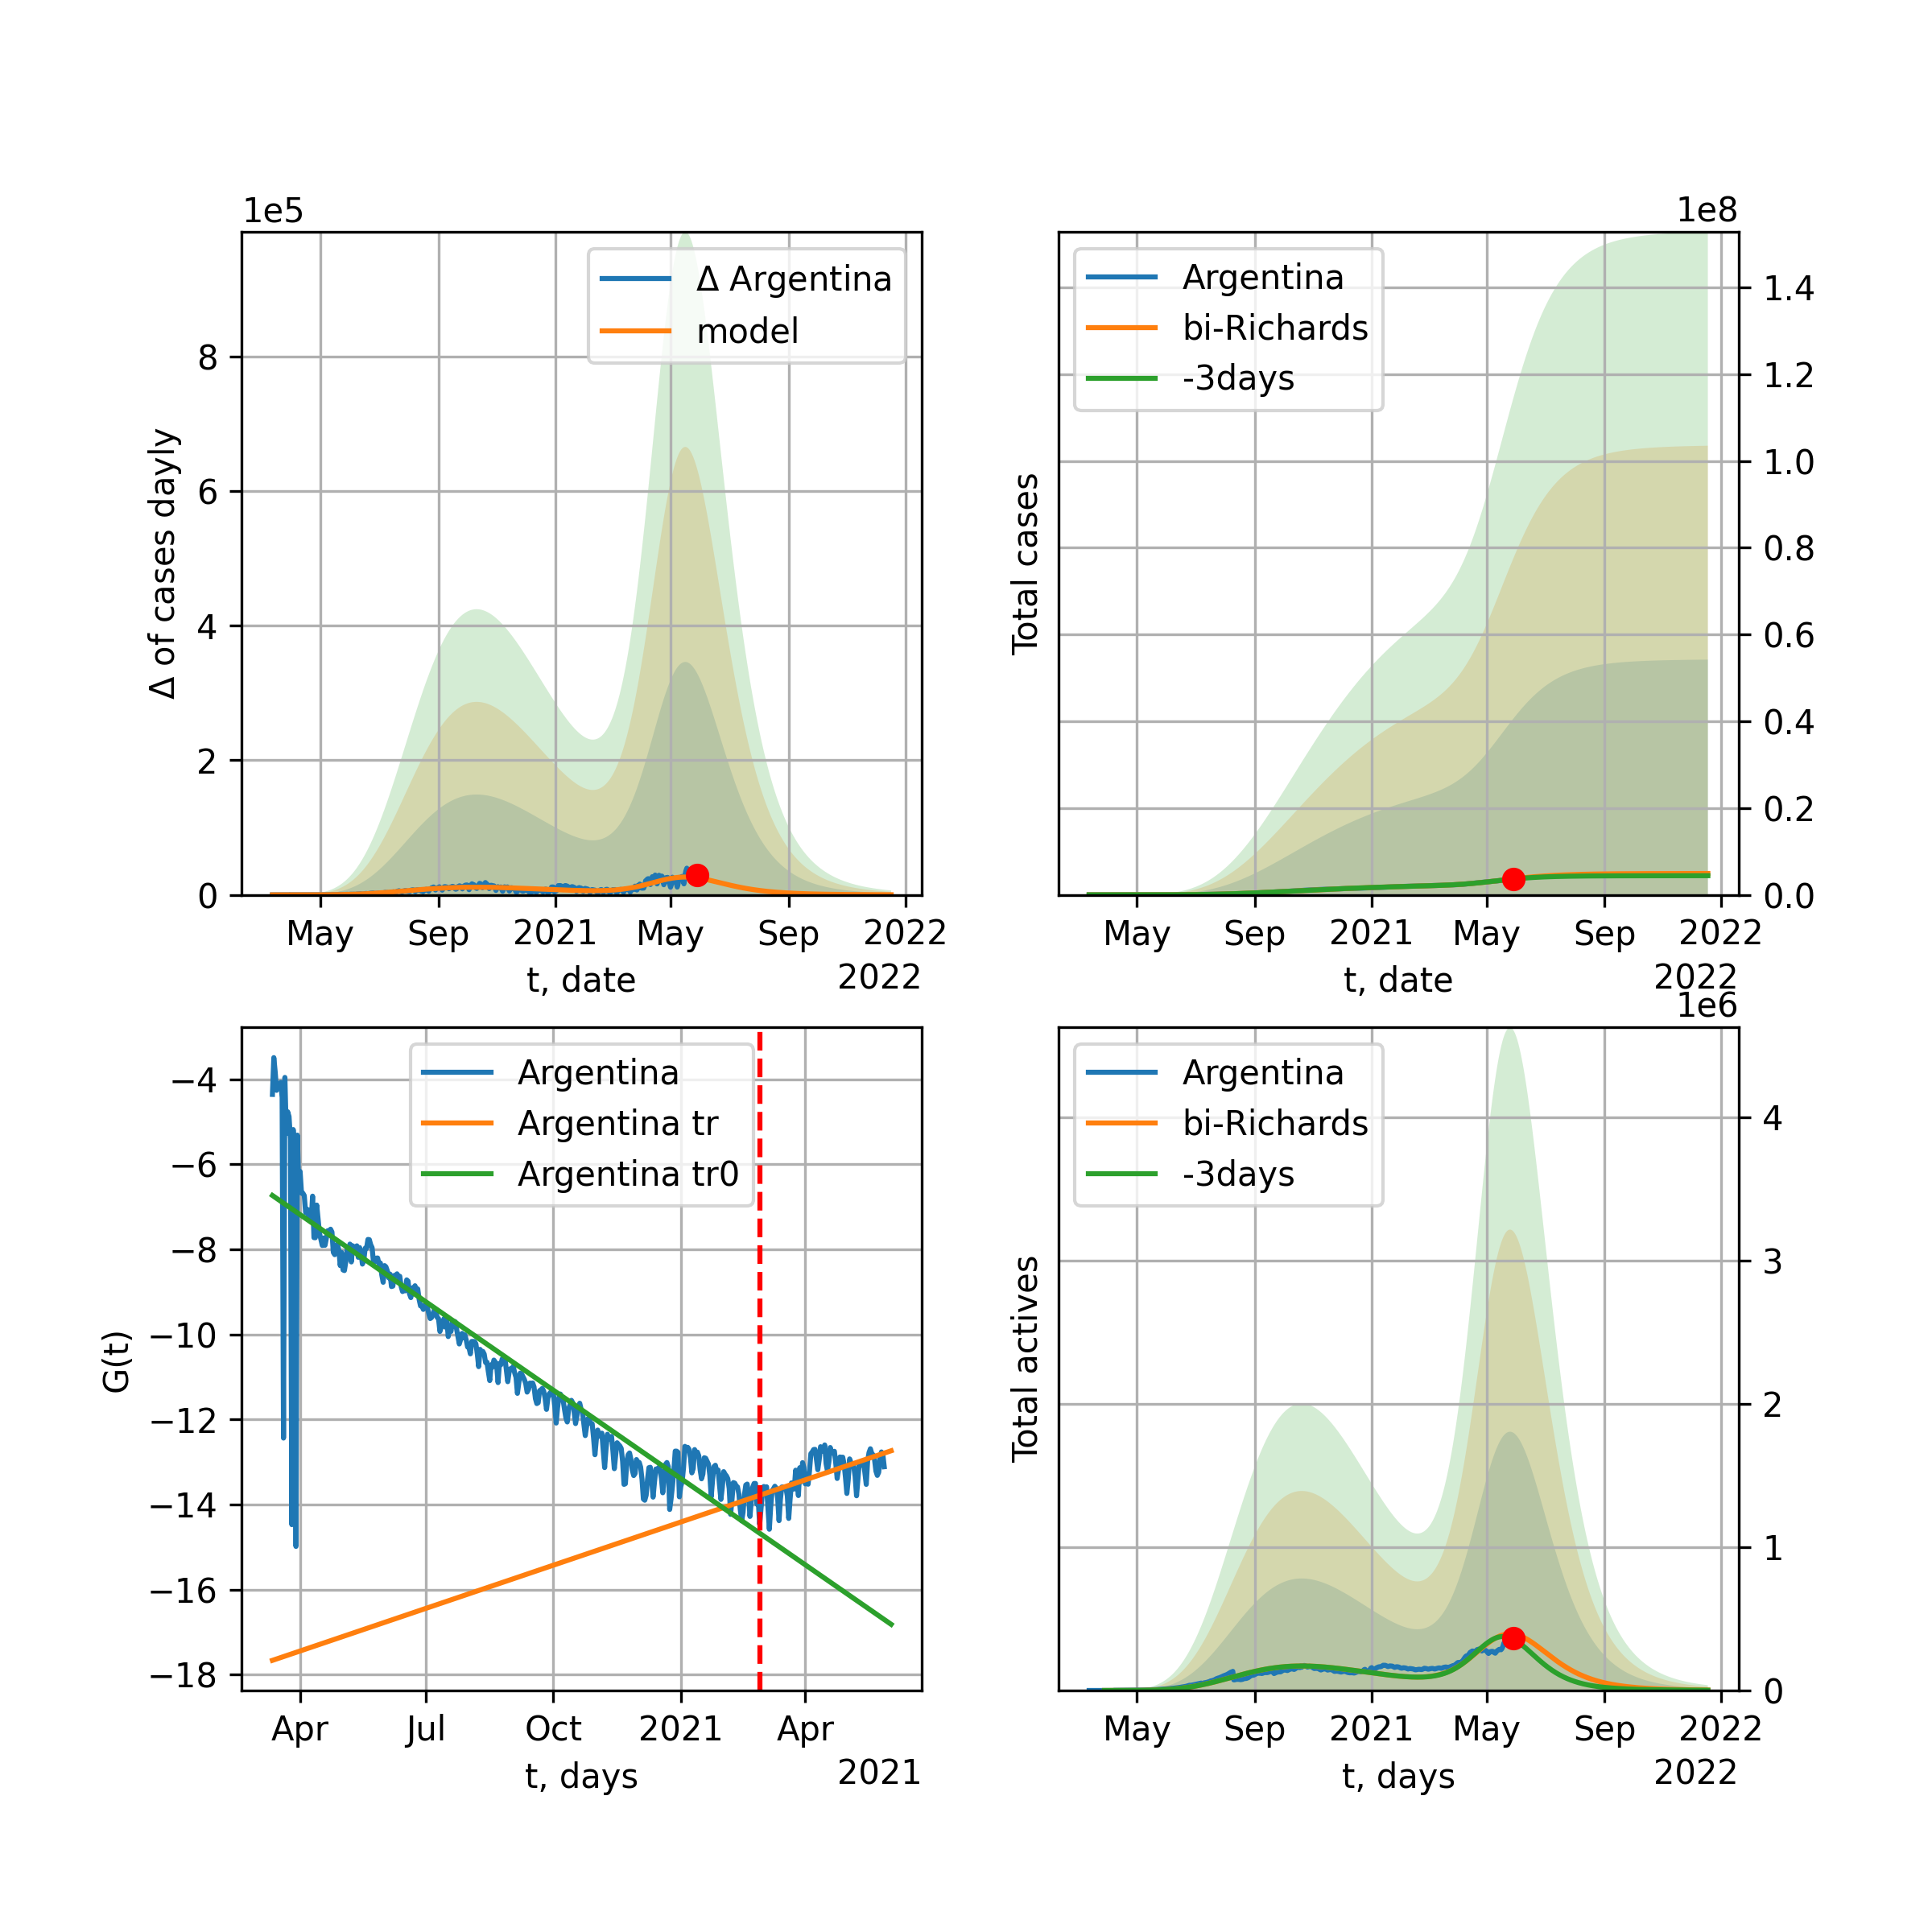 1e5
Δ Argentina
model
8
6
4
2
0
Δ of cases dayly
May Sep 2021 May Sep 2022
t, date
2022
1e8
Argentina
bi-Richards
-3days
1.4
1.2
1.0
0.8
0.6
0.4
0.2
0.0
Total cases
May Sep 2021 May Sep 2022
t, date
2022
Argentina
Argentina tr
Argentina tr0
−4
−6
−8
−10
−12
−14
−16
−18
G(t)
Apr Jul Oct 2021 Apr
t, days
2021
1e6
Argentina
bi-Richards
-3days
4
3
2
1
0
Total actives
May Sep 2021 May Sep 2022
t, days
2022